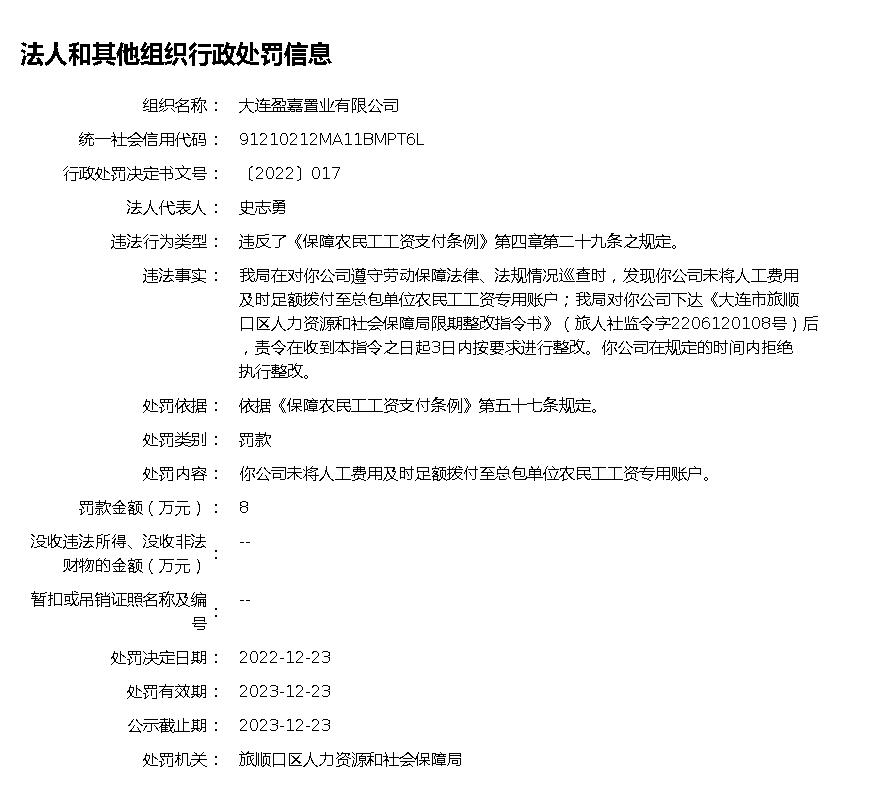 法人和其他组织行政处罚信息
组织名称： 大连盈嘉置业有限公司
统一社会信用代码： 91210212MA11BMPT6L
行政处罚决定书文号： 〔2022〕017
法人代表人： 史志勇
违法行为类型： 违反了《保障农民工工资支付条例》第四章第二十九条之规定。
违法事实： 我局在对你公司遵守劳动保障法律、法规情况巡查时，发现你公司未将人工费用
及时足额拨付至总包单位农民工工资专用账户；我局对你公司下达《大连市旅顺
口区人力资源和社会保障局限期整改指令书》（旅人社监令字2206120108号）后
，责令在收到本指令之日起3日内按要求进行整改。你公司在规定的时间内拒绝
执行整改。
处罚依据： 依据《保障农民工工资支付条例》第五十七条规定。
处罚类别： 罚款
处罚内容： 你公司未将人工费用及时足额拨付至总包单位农民工工资专用账户。
罚款金额（万元）： 8
没收违法所得、没收非法
财物的金额（万元）： --
暂扣或吊销证照名称及编
号： --
处罚决定日期： 2022-12-23
处罚有效期： 2023-12-23
公示截止期： 2023-12-23
处罚机关： 旅顺口区人力资源和社会保障局